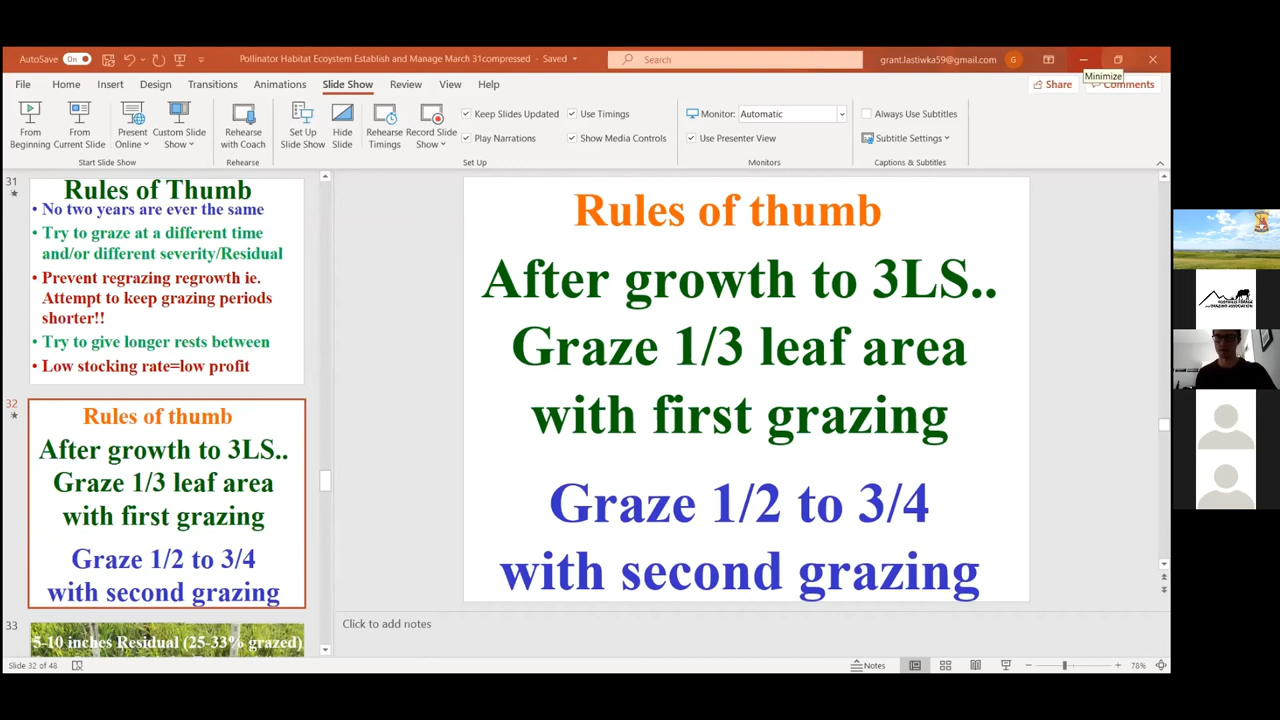 AutoSave On
Pollinator Habitat Ecosystem Establish and Manage March 31compressed - Saved
Search
grant.lastiwka59@gmail.com G
Minimize
File Home Insert Draw Design Transitions Animations Slide Show Review View Help
Share
Comments
From Beginning
From Current Slide
Present Online
Custom Slide Show
Rehearse with Coach
Set Up Slide Show
Hide Slide
Rehearse Timings
Record Slide Show
Keep Slides Updated
Use Timings
Play Narrations
Show Media Controls
Monitor: Automatic
Use Presenter View
Always Use Subtitles
Subtitle Settings
Start Slide Show
Rehearse
Set Up
Monitors
Captions & Subtitles
31
Rules of Thumb
• No two years are ever the same
• Try to graze at a different time
and/or different severity/Residual
• Prevent regrazing regrowth ie.
Attempt to keep grazing periods
shorter!!
• Try to give longer rests between
• Low stocking rate=low profit
32
Rules of thumb
After growth to 3LS..
Graze 1/3 leaf area
with first grazing
Graze 1/2 to 3/4
with second grazing
33
5-10 inches Residual (25-33% grazed)
Rules of thumb
After growth to 3LS..
Graze 1/3 leaf area
with first grazing
Graze 1/2 to 3/4
with second grazing
Click to add notes
Slide 32 of 48
Notes
78%
FOOTHILLS FORAGE
AND GRAZING ASSOCIATION